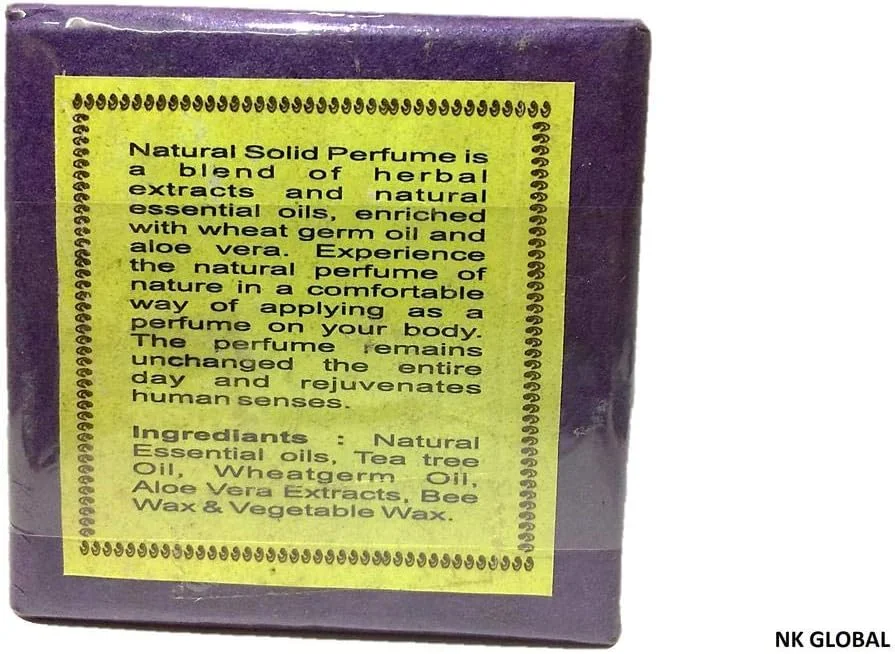 Natural Solid Perfume is
a blend of herbal
extracts and natural
essential oils, enriched
with wheat germ oil and
aloe vera. Experience
the natural perfume of
nature in a comfortable
way of applying as a
perfume on your body.
The perfume remains
unchanged the entire
day and rejuvenates
human senses.
Ingrediants : Natural
Essential oils, Tea tree
Oil, Wheatgerm Oil,
Aloe Vera Extracts, Bee
Wax & Vegetable Wax.
NK GLOBAL